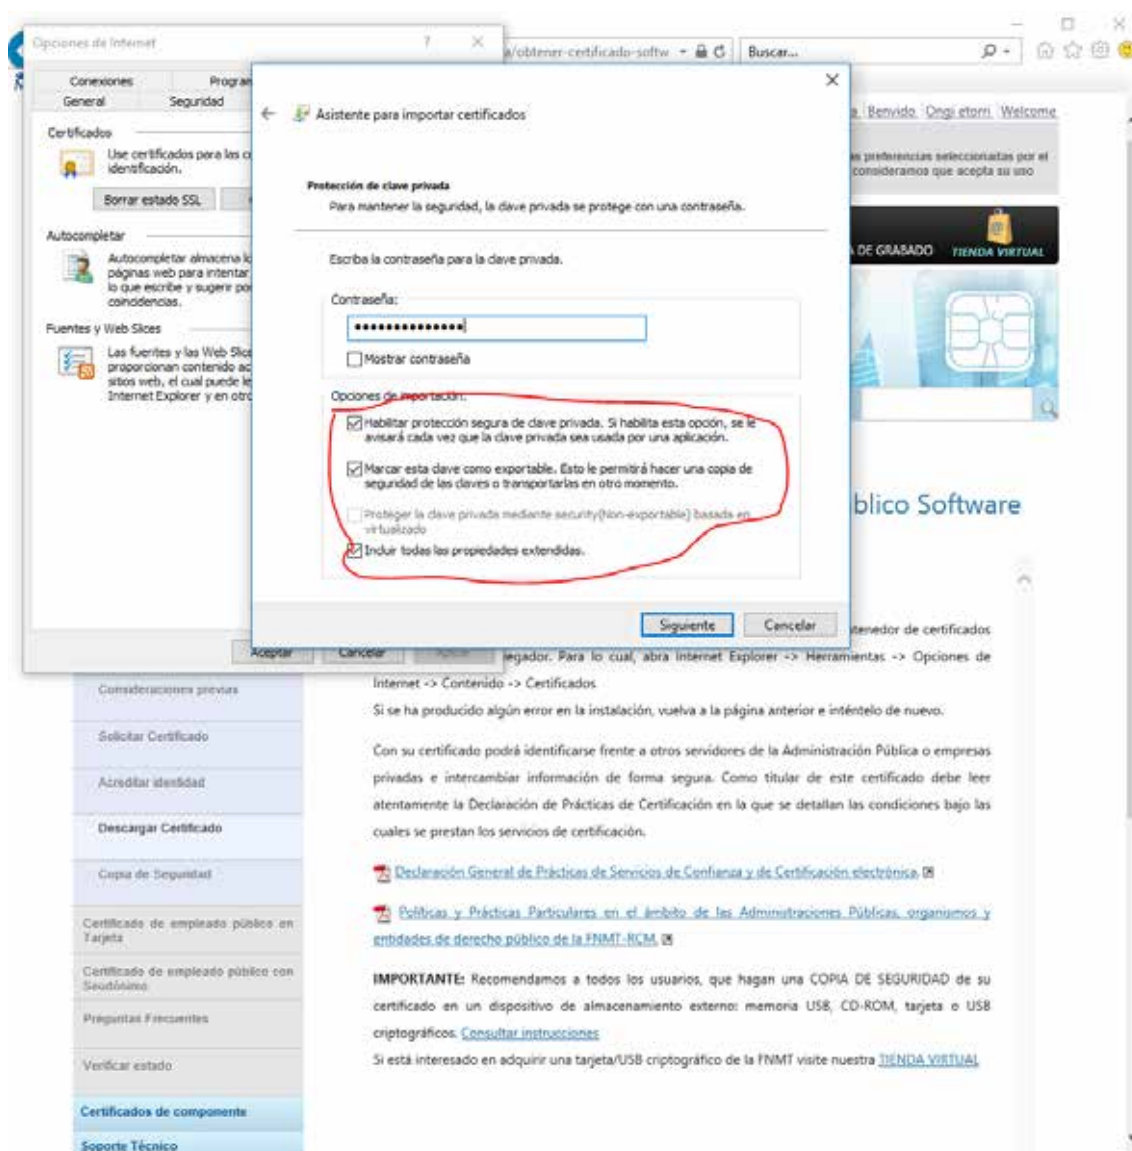 Opciones de Internet
?
a/obtener-certificado-softw
Buscar...
Conexiones
Program
General
Seguridad
Certificados
Use certificados para las c
identificación.
Borrar estado SSL
Autocompletar
Autocompletar almacena lo
páginas web para intentar
lo que escribe y sugerir po
coincidencias.
Fuentes y Web Slices
Las fuentes y las Web Slice
proporcionan contenido ac
sitios web, el cual puede le
Internet Explorer y en otro
Aceptar
Cancelar
Asistente para importar certificados
Protección de clave privada
Para mantener la seguridad, la clave privada se protege con una contraseña.
Escriba la contraseña para la clave privada.
Contraseña:
Mostrar contraseña
Opciones de importación:
Habilitar protección segura de clave privada. Si habilita esta opción, se le
avisará cada vez que la clave privada sea usada por una aplicación.
Marcar esta clave como exportable. Esto le permitirá hacer una copia de
seguridad de las claves o transportarlas en otro momento.
Proteger la clave privada mediante security(Non-exportable) basada en
virtualizado
Incluir todas las propiedades extendidas.
Siguiente
Cancelar
Benvido Ongi etorri Welcome
as preferencias seleccionadas por el
consideramos que acepta su uso
A DE GRABADO
TIENDA VIRTUAL
blico Software
tenedor de certificados
egador. Para lo cual, abra Internet Explorer -> Herramientas -> Opciones de
Internet -> Contenido -> Certificados
Si se ha producido algún error en la instalación, vuelva a la página anterior e inténtelo de nuevo.
Con su certificado podrá identificarse frente a otros servidores de la Administración Pública o empresas
privadas e intercambiar información de forma segura. Como titular de este certificado debe leer
atentamente la Declaración de Prácticas de Certificación en la que se detallan las condiciones bajo las
cuales se prestan los servicios de certificación.
Declaración General de Prácticas de Servicios de Confianza y de Certificación electrónica.
Políticas y Prácticas Particulares en el ámbito de las Administraciones Públicas, organismos y
entidades de derecho público de la FNMT-RCM.
IMPORTANTE: Recomendamos a todos los usuarios, que hagan una COPIA DE SEGURIDAD de su
certificado en un dispositivo de almacenamiento externo: memoria USB, CD-ROM, tarjeta o USB
criptográficos. Consultar instrucciones
Si está interesado en adquirir una tarjeta/USB criptográfico de la FNMT visite nuestra TIENDA VIRTUAL
Consideraciones previas
Solicitar Certificado
Acreditar identidad
Descargar Certificado
Copia de Seguridad
Certificado de empleado público en
Tarjeta
Certificado de empleado público con
Seudónimo
Preguntas Frecuentes
Verificar estado
Certificados de componente
Soporte Técnico